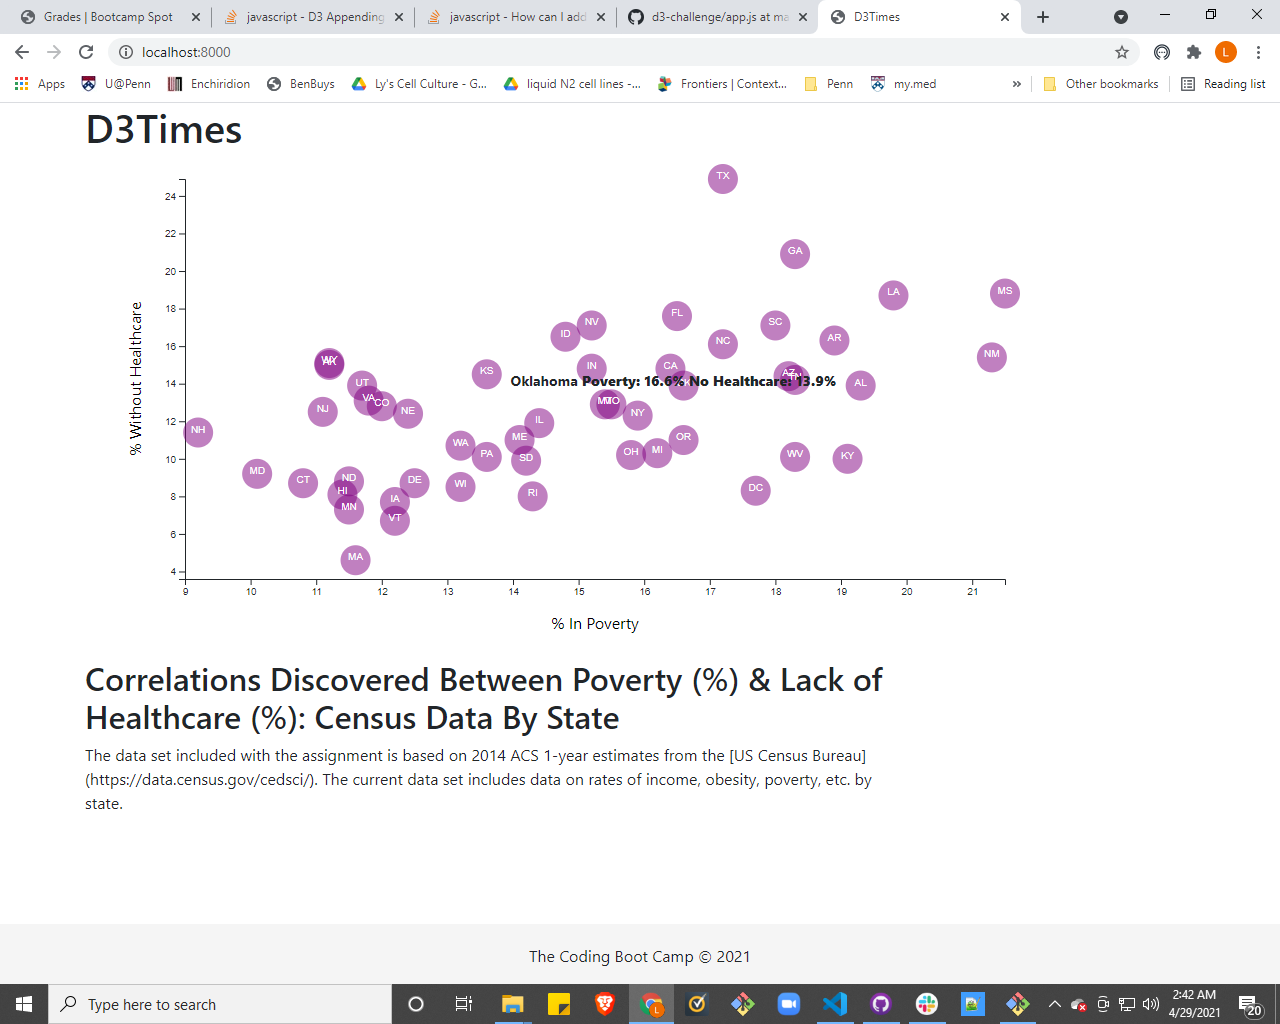 Grades | Bootcamp Spot
javascript - D3 Appending
javascript - How can I add
d3-challenge/app.js at ma
D3Times
localhost:8000
L
Apps
U@Penn
Enchiridion
BenBuys
Ly's Cell Culture - G...
liquid N2 cell lines -...
Frontiers | Context...
Penn
my.med
»
Other bookmarks
Reading list
D3Times
TX
24
22
GA
20
LA
MS
18
FL
NV
SC
ID
AR
NC
16
NM
WY
IN
CA
KS
AZ
14
UT
Oklahoma Poverty: 16.6% No Healthcare: 13.9%
AL
VA
CO
MO
NJ
NE
NY
12
IL
NH
ME
OR
WA
PA
SD
OH
MI
WV
KY
10
MD
CT
ND
DE
HI
WI
DC
RI
8
IA
MN
VT
6
MA
4
% Without Healthcare
9 10 11 12 13 14 15 16 17 18 19 20 21
% In Poverty
Correlations Discovered Between Poverty (%) & Lack of
Healthcare (%): Census Data By State
The data set included with the assignment is based on 2014 ACS 1-year estimates from the [US Census Bureau]
(https://data.census.gov/cedsci/). The current data set includes data on rates of income, obesity, poverty, etc. by
state.
The Coding Boot Camp © 2021
Type here to search
L
2:42 AM
4/29/2021
20